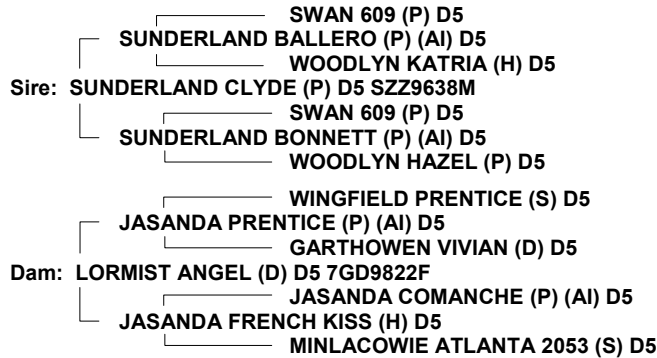 SWAN 609 (P) D5
SUNDERLAND BALLERO (P) (AI) D5
WOODLYN KATRIA (H) D5
Sire: SUNDERLAND CLYDE (P) D5 SZZ9638M
SWAN 609 (P) D5
SUNDERLAND BONNETT (P) (AI) D5
WOODLYN HAZEL (P) D5
WINGFIELD PRENTICE (S) D5
JASANDA PRENTICE (P) (AI) D5
GARTHOWEN VIVIAN (D) D5
Dam: LORMIST ANGEL (D) D5 7GD9822F
JASANDA COMANCHE (P) (AI) D5
JASANDA FRENCH KISS (H) D5
MINLACOWIE ATLANTA 2053 (S) D5